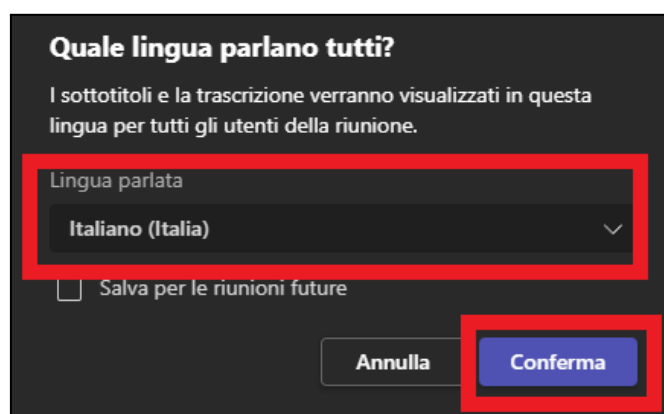 Quale lingua parlano tutti?
I sottotitoli e la trascrizione verranno visualizzati in questa
lingua per tutti gli utenti della riunione.
Lingua parlata
Italiano (Italia)
Salva per le riunioni future
Annulla Conferma